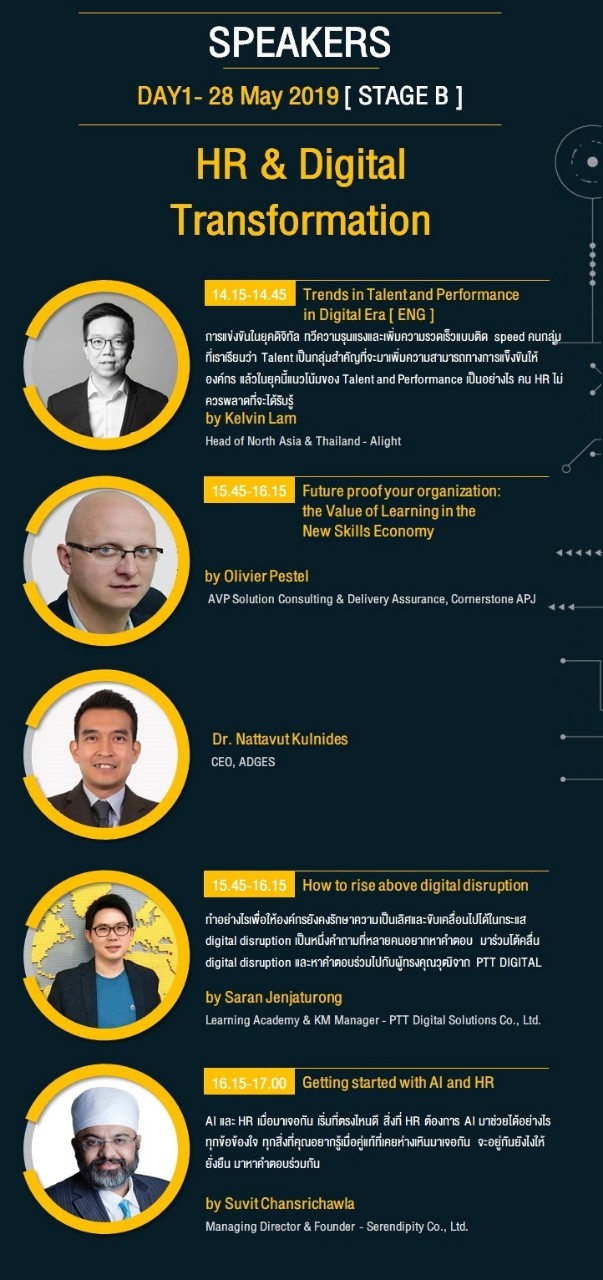 SPEAKERS
DAY1- 28 May 2019 [ STAGE B ]
HR & Digital
Transformation
14.15-14.45 Trends in Talent and Performance
in Digital Era [ ENG ]
การแข่งขันในยุคดิจิทัล ทวีความรุนแรงและเพิ่มความรวดเร็วแบบติด speed คนกลุ่ม
ที่เราเรียนว่า Talent เป็นกลุ่มสำคัญที่จะมาเพิ่มความสามารถทางการแข็งขันให้
องค์กร แล้วในยุคนี้แนวโน้มของ Talent and Performance เป็นอย่างไร คน HR ไม่
ควรพลาดที่จะได้รับรู้
by Kelvin Lam
Head of North Asia & Thailand - Alight
15.45-16.15 Future proof your organization:
the Value of Learning in the
New Skills Economy
by Olivier Pestel
AVP Solution Consulting & Delivery Assurance, Cornerstone APJ
Dr. Nattavut Kulnides
CEO, ADGES
15.45-16.15 How to rise above digital disruption
ทำอย่างไรเพื่อให้องค์กรยังคงรักษาความเป็นเลิศและขับเคลื่อนไปได้ในกระแส
digital disruption เป็นหนึ่งคำถามที่หลายคนอยากหาคำตอบ มาร่วมโต้คลื่น
digital disruption และหาคำตอบร่วมไปกับผู้ทรงคุณวุฒิจาก PTT DIGITAL
by Saran Jenjaturong
Learning Academy & KM Manager - PTT Digital Solutions Co., Ltd.
16.15-17.00 Getting started with AI and HR
AI และ HR เมื่อมาเจอกัน เริ่มที่ตรงไหนดี สิ่งที่ HR ต้องการ AI มาช่วยได้อย่างไร
ทุกข้อข้องใจ ทุกสิ่งที่คุณอยากรู้เมื่อคู่แท้ที่เคยห่างเหินมาเจอกัน จะอยู่กันยังไงให้
ยั่งยืน มาหาคำตอบร่วมกัน
by Suvit Chansrichawla
Managing Director & Founder - Serendipity Co., Ltd.